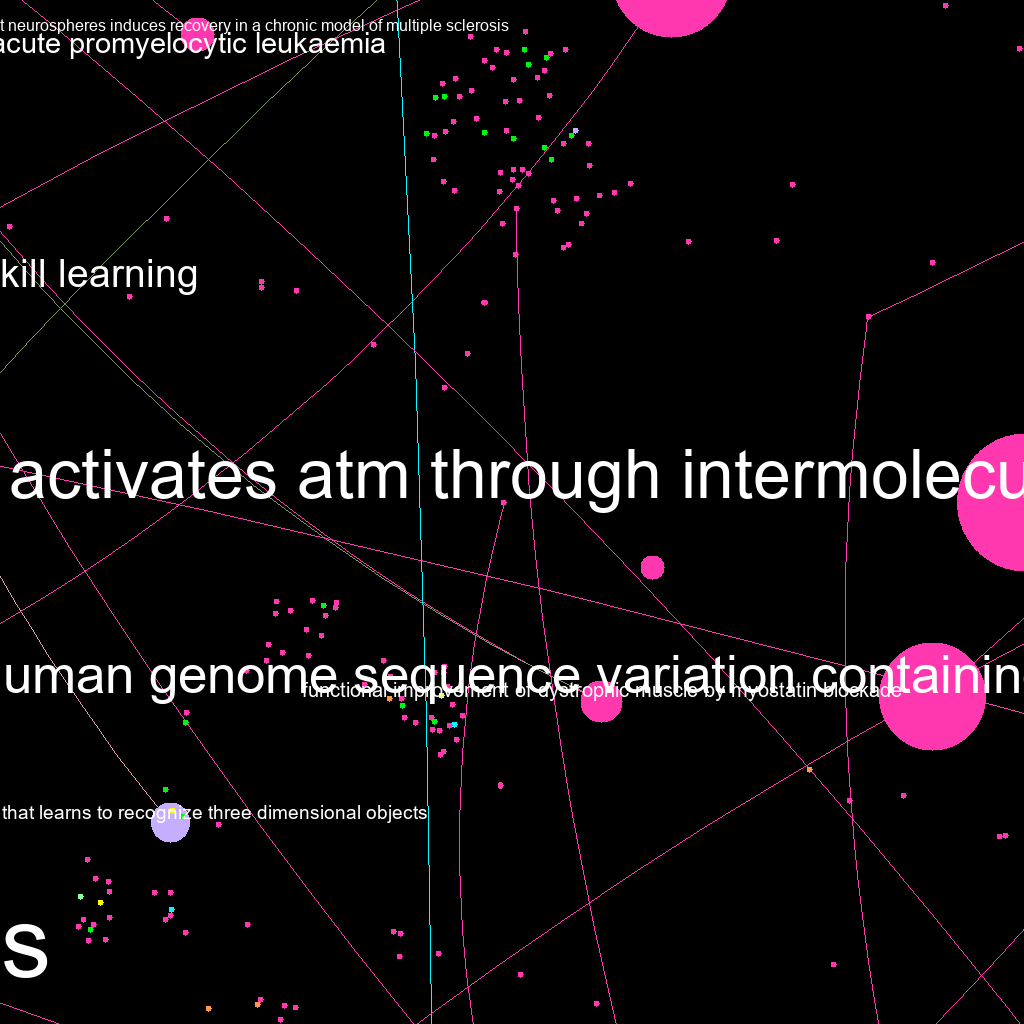 t neurospheres induces recovery in a chronic model of multiple sclerosis
acute promyelocytic leukaemia
kill learning
activates atm through intermolecu
uman genome sequence variation containin
functional improvement of dystrophic muscle by myostatin blockade
that learns to recognize three dimensional objects
s